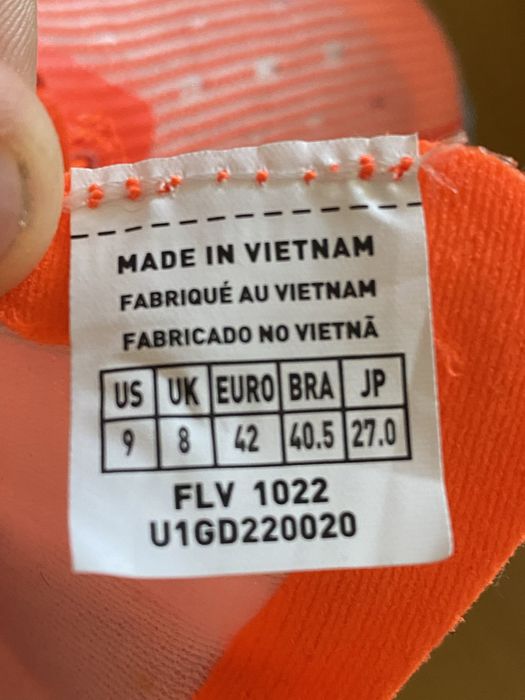 MADE IN VIETNAM
FABRIQUÉ AU VIETNAM
FABRICADO NO VIETNÃ
US UK EURO BRA JP
9 8 42 40.5 27.0
FLV 1022
U1GD220020